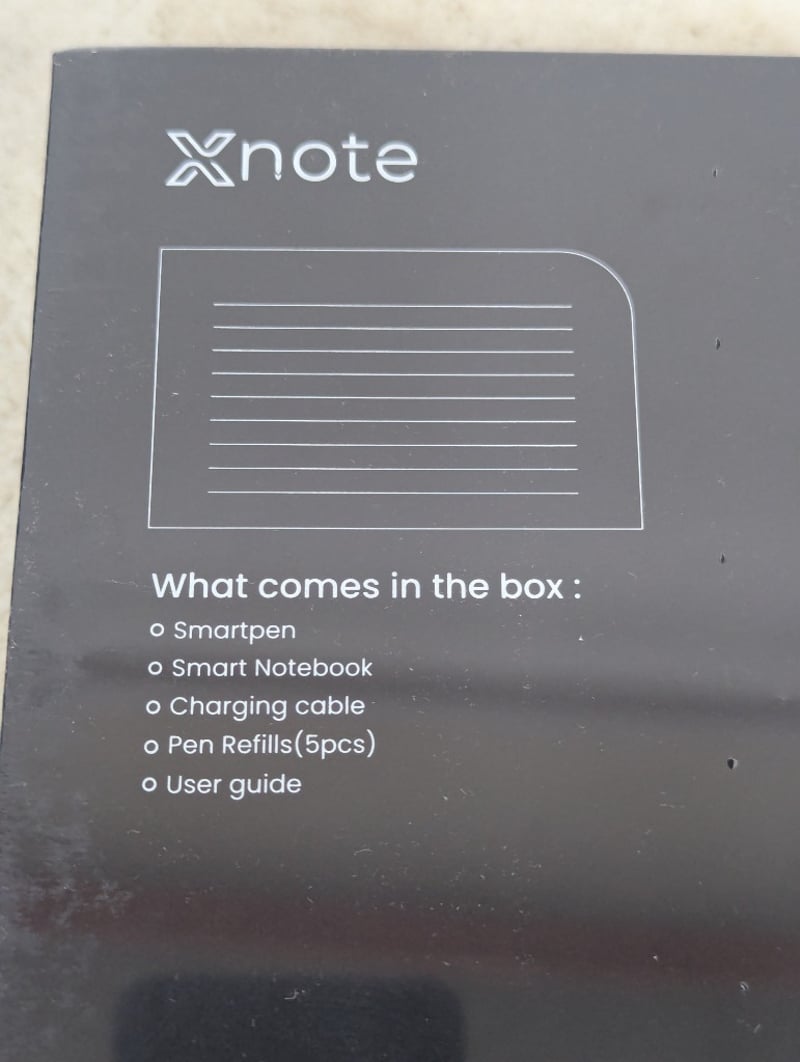 Xnote
What comes in the box :
Smartpen
Smart Notebook
Charging cable
Pen Refills(5pcs)
User guide